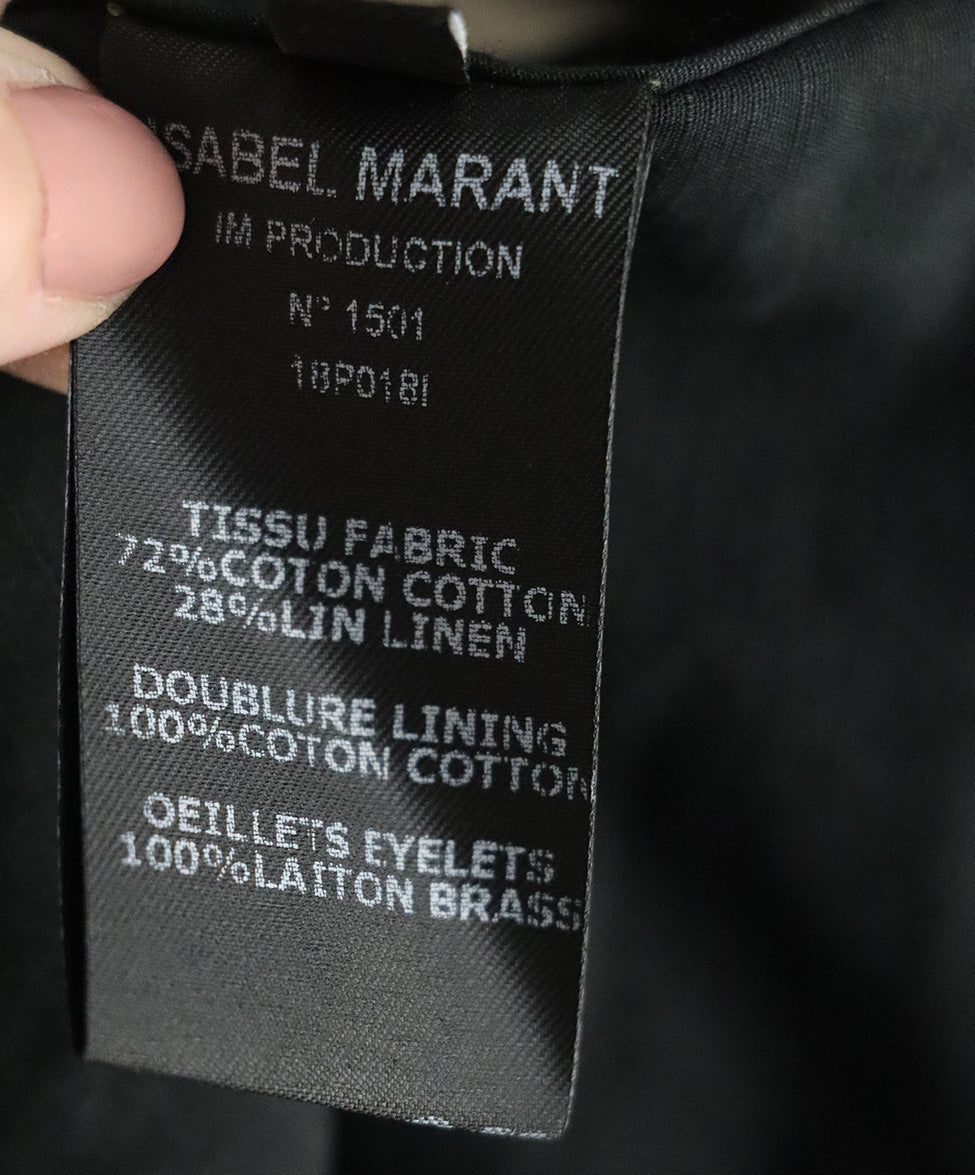 ISABEL MARANT
IM PRODUCTION
N° 1501
18P018I
TISSU FABRIC
72%COTON COTTON
28%LIN LINEN
DOUBLURE LINING
100%COTON COTTON
OEILLETS EYELETS
100%LAITON BRASS